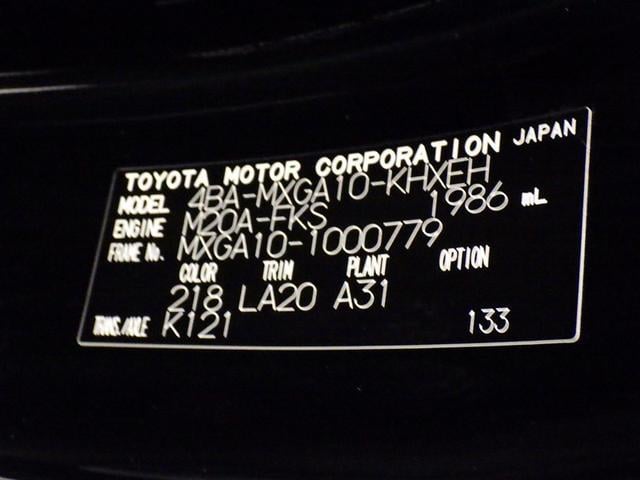 TOYOTA MOTOR CORPORATION JAPAN
MODEL 4BA-MXGA10-KHXEH
ENGINE M20A-FKS 1986 mL
FRAME No. MXGA10-1000779
COLOR TRIM PLANT OPTION
218 LA20 A31
TRANS./AXLE K121 133